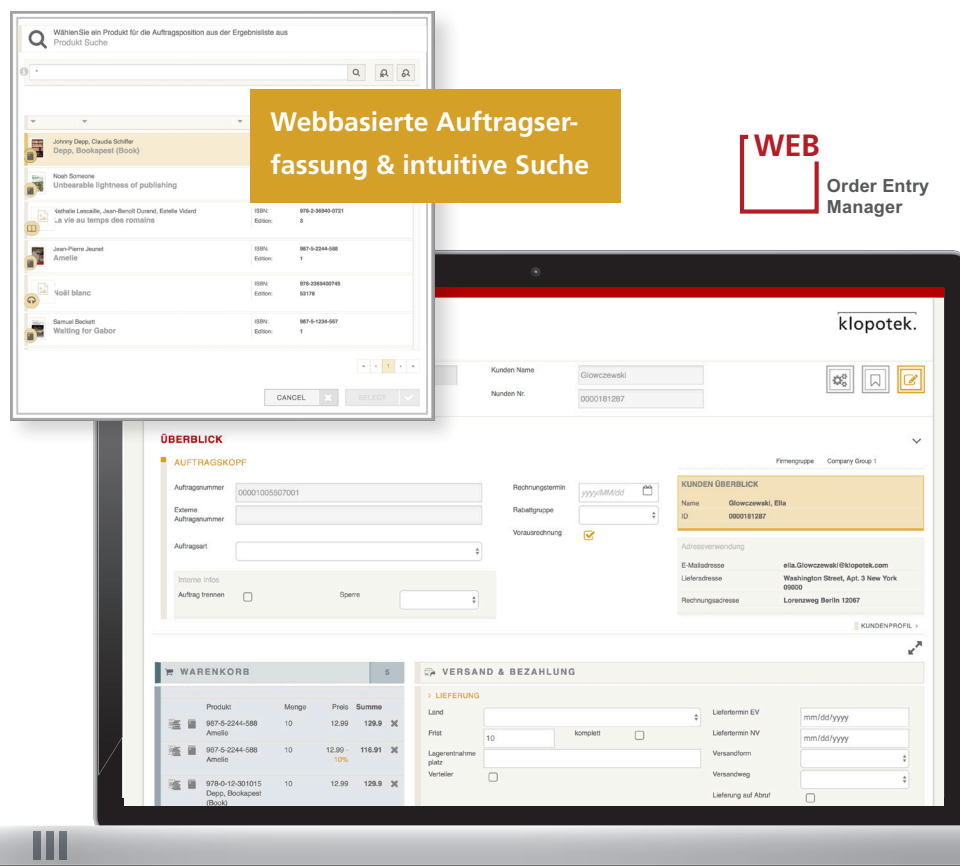 WählenSie ein Produkt für die Auftragsposition aus der Ergebnisliste aus
Produkt Suche
*
Johnny Depp, Claudia Schiffer
Depp, Bookapest (Book)
Noah Someone
Unbearable lightness of publishing
Nathalie Lescaille, Jean-Benoît Durand, Estelle Vidard
La vie au temps des romains
ISBN: 978-2-36940-0721
Edition: 3
Jean-Pierre Jeunet
Amelie
ISBN: 987-5-2244-588
Edition: 1
Noël blanc
ISBN: 978-2369400745
Edition: 53178
Samuel Beckett
Waiting for Gabor
ISBN: 987-5-1234-567
Edition: 1
« ‹ 1 › »
CANCEL
SELECT
Webbasierte Auftragser-
fassung & intuitive Suche
WEB
Order Entry
Manager
klopotek.
Kunden Name Glowczewski
Nunden Nr. 0000181287
ÜBERBLICK
AUFTRAGSKOPF
Firmengruppe Company Group 1
Auftragsnummer 00001005507001
Externe
Auftragsnummer
Auftragsart
Interne Infos
Auftrag trennen
Sperre
Rechnungstermin yyyy/MM/dd
Rabattgruppe
Vorausrechnung
KUNDEN ÜBERBLICK
Name Glowczewski, Ella
ID 0000181287
Adressverwendung
E-Mailadresse ella.Glowczewski@klopotek.com
Lieferadresse Washington Street, Apt. 3 New York
09000
Rechnungsadresse Lorenzweg Berlin 12067
KUNDENPROFIL ›
WARENKORB 5
Produkt Menge Preis Summe
987-5-2244-588 10 12.99 129.9
Amelie
987-5-2244-588 10 12.99 - 116.91
Amelie 10%
978-0-12-301015 10 12.99 129.9
Depp, Bookapest
(Book)
VERSAND & BEZAHLUNG
› LIEFERUNG
Land
Frist 10 komplett
Lagerentnahme
platz
Verteiler
Liefertermin EV mm/dd/yyyy
Liefertermin NV mm/dd/yyyy
Versandform
Versandweg
Lieferung auf Abruf